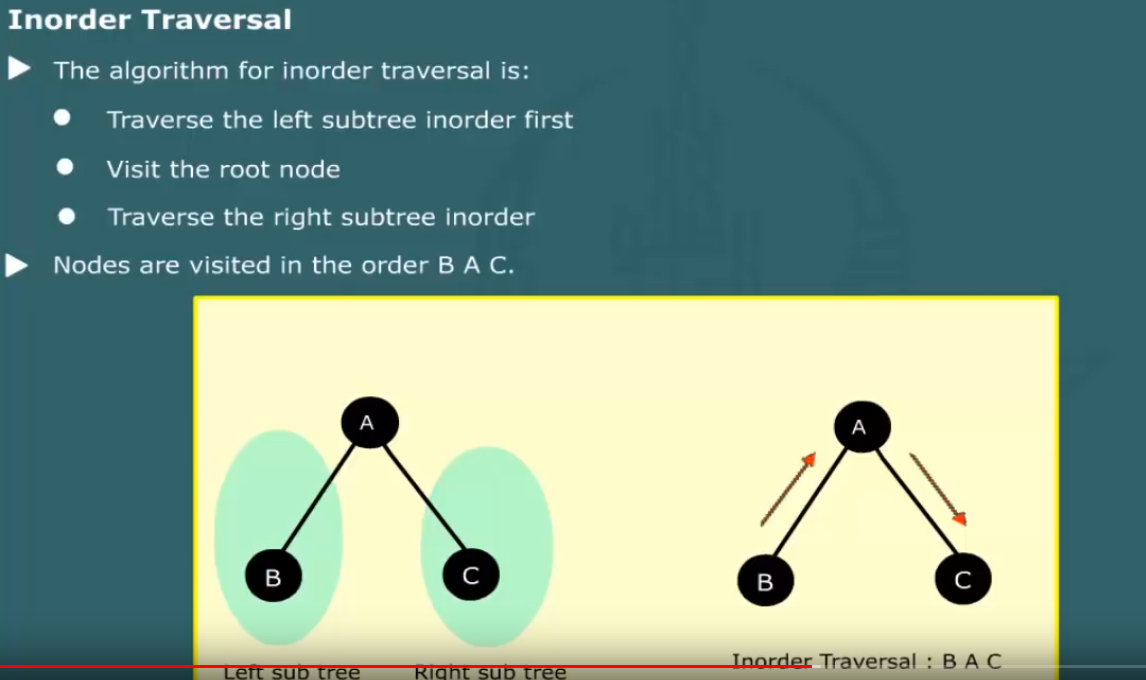 Inorder Traversal
The algorithm for inorder traversal is:
Traverse the left subtree inorder first
Visit the root node
Traverse the right subtree inorder
Nodes are visited in the order B A C.
A
A
B
C
B
C
Left sub tree
Right sub tree
Inorder Traversal : B A C